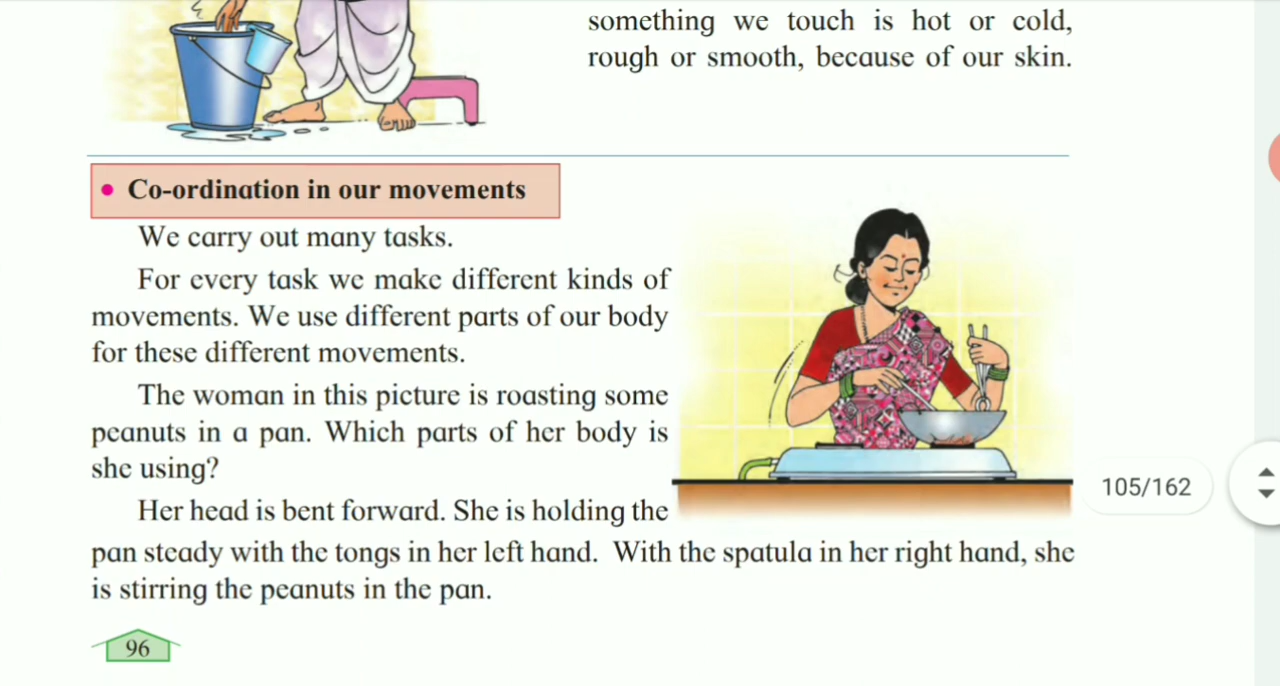 something we touch is hot or cold,
rough or smooth, because of our skin.
• Co-ordination in our movements
We carry out many tasks.
For every task we make different kinds of
movements. We use different parts of our body
for these different movements.
The woman in this picture is roasting some
peanuts in a pan. Which parts of her body is
she using?
Her head is bent forward. She is holding the
pan steady with the tongs in her left hand. With the spatula in her right hand, she
is stirring the peanuts in the pan.
105/162
96